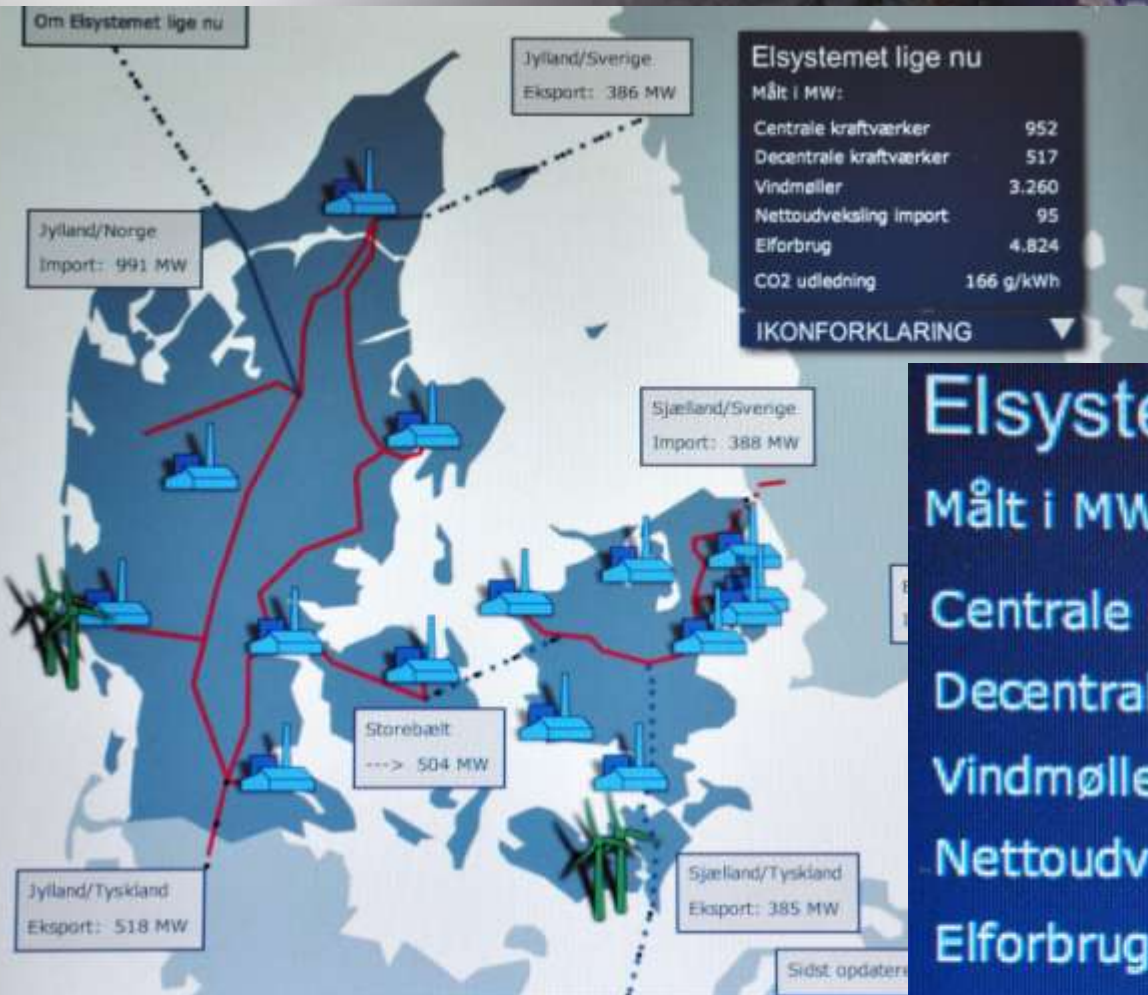 Om Elsystemet lige nu
Jylland/Sverige
Eksport: 386 MW
Elsystemet lige nu
Målt i MW:
Centrale kraftværker 952
Decentrale kraftværker 517
Vindmøller 3.260
Nettoudveksling import 95
Elforbrug 4.824
CO2 udledning 166 g/kWh
IKONFORKLARING
Jylland/Norge
Import: 991 MW
Sjælland/Sverige
Import: 388 MW
Storebælt
---> 504 MW
Jylland/Tyskland
Eksport: 518 MW
Sjælland/Tyskland
Eksport: 385 MW
Sidst opdatere
Elsyste
Målt i MW
Centrale
Decentral
Vindmølle
Nettoudv
Elforbrug